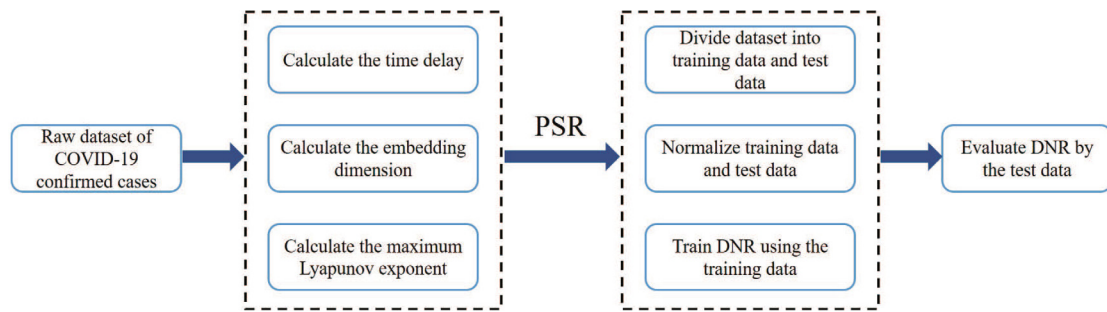 Raw dataset of
COVID-19
confirmed cases
Calculate the time delay
Calculate the embedding
dimension
Calculate the maximum
Lyapunov exponent
PSR
Divide dataset into
training data and test
data
Normalize training data
and test data
Train DNR using the
training data
Evaluate DNR by
the test data